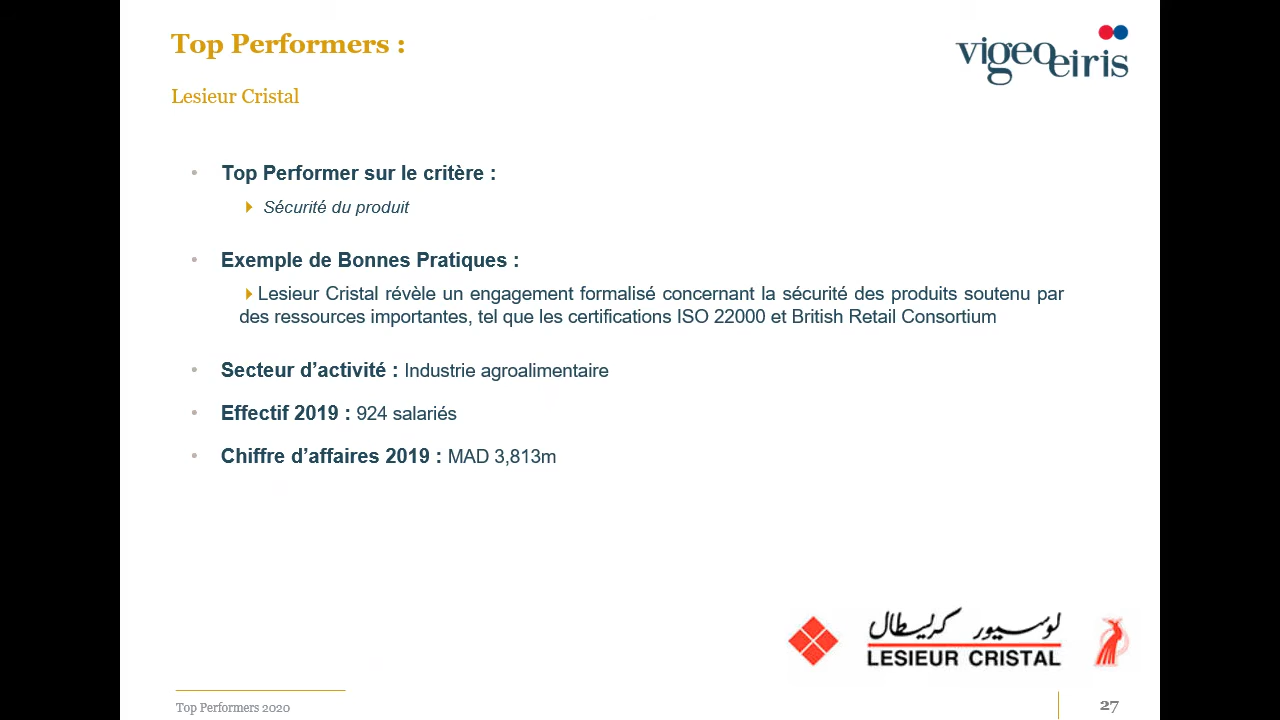 Top Performers :
vigeoeiris
Lesieur Cristal
• Top Performer sur le critère :
Sécurité du produit
• Exemple de Bonnes Pratiques :
Lesieur Cristal révèle un engagement formalisé concernant la sécurité des produits soutenu par
des ressources importantes, tel que les certifications ISO 22000 et British Retail Consortium
• Secteur d’activité : Industrie agroalimentaire
• Effectif 2019 : 924 salariés
• Chiffre d’affaires 2019 : MAD 3,813m
لوسيور كريسطال
LESIEUR CRISTAL
Top Performers 2020
27